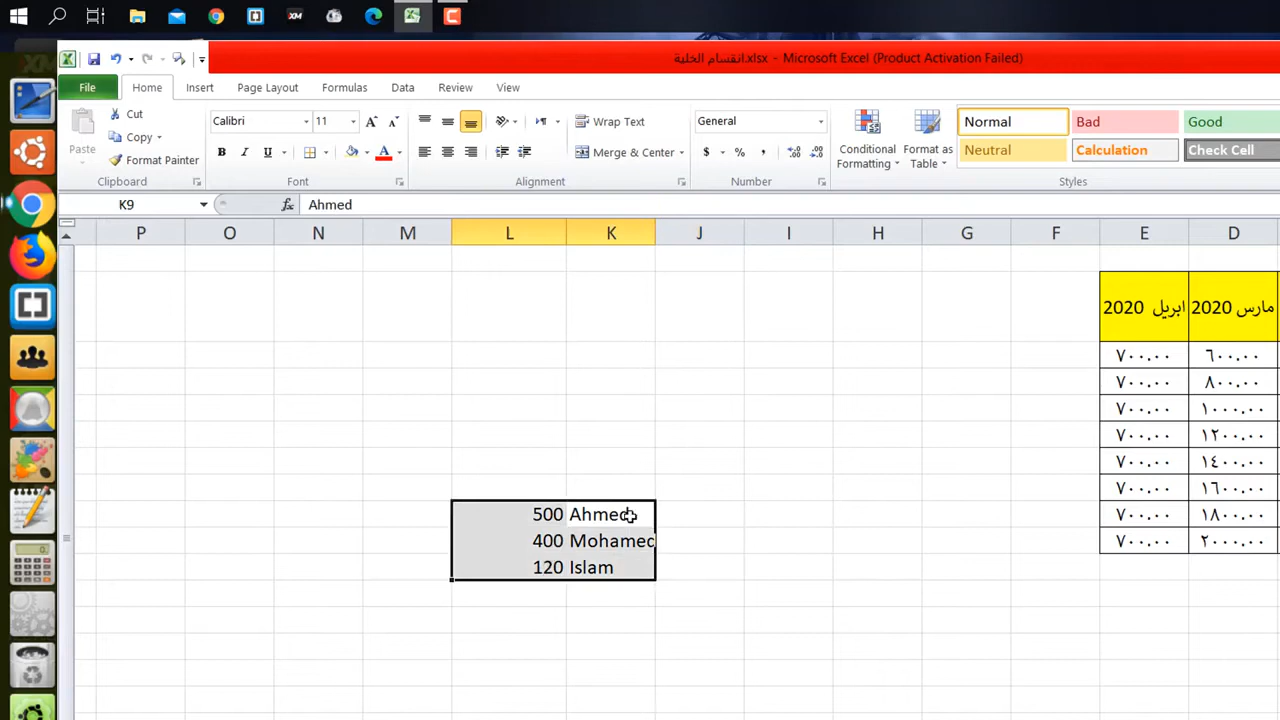 انقسام الخلية.xlsx - Microsoft Excel (Product Activation Failed)
File Home Insert Page Layout Formulas Data Review View
Cut
Copy
Format Painter
Paste
Clipboard
Calibri 11
B I U
Font
Wrap Text
Merge & Center
Alignment
General
$ % ,
Number
Conditional Formatting
Format as Table
Normal Bad Good
Neutral Calculation Check Cell
Styles
K9 fx Ahmed
P O N M L K J I H G F E D
ابريل 2020 مارس 2020
٧٠٠.٠٠ ٦٠٠.٠٠
٧٠٠.٠٠ ٨٠٠.٠٠
٧٠٠.٠٠ ١٠٠٠.٠٠
٧٠٠.٠٠ ١٢٠٠.٠٠
٧٠٠.٠٠ ١٤٠٠.٠٠
٧٠٠.٠٠ ١٦٠٠.٠٠
٧٠٠.٠٠ ١٨٠٠.٠٠
٧٠٠.٠٠ ٢٠٠٠.٠٠
500 Ahmed
400 Mohamed
120 Islam